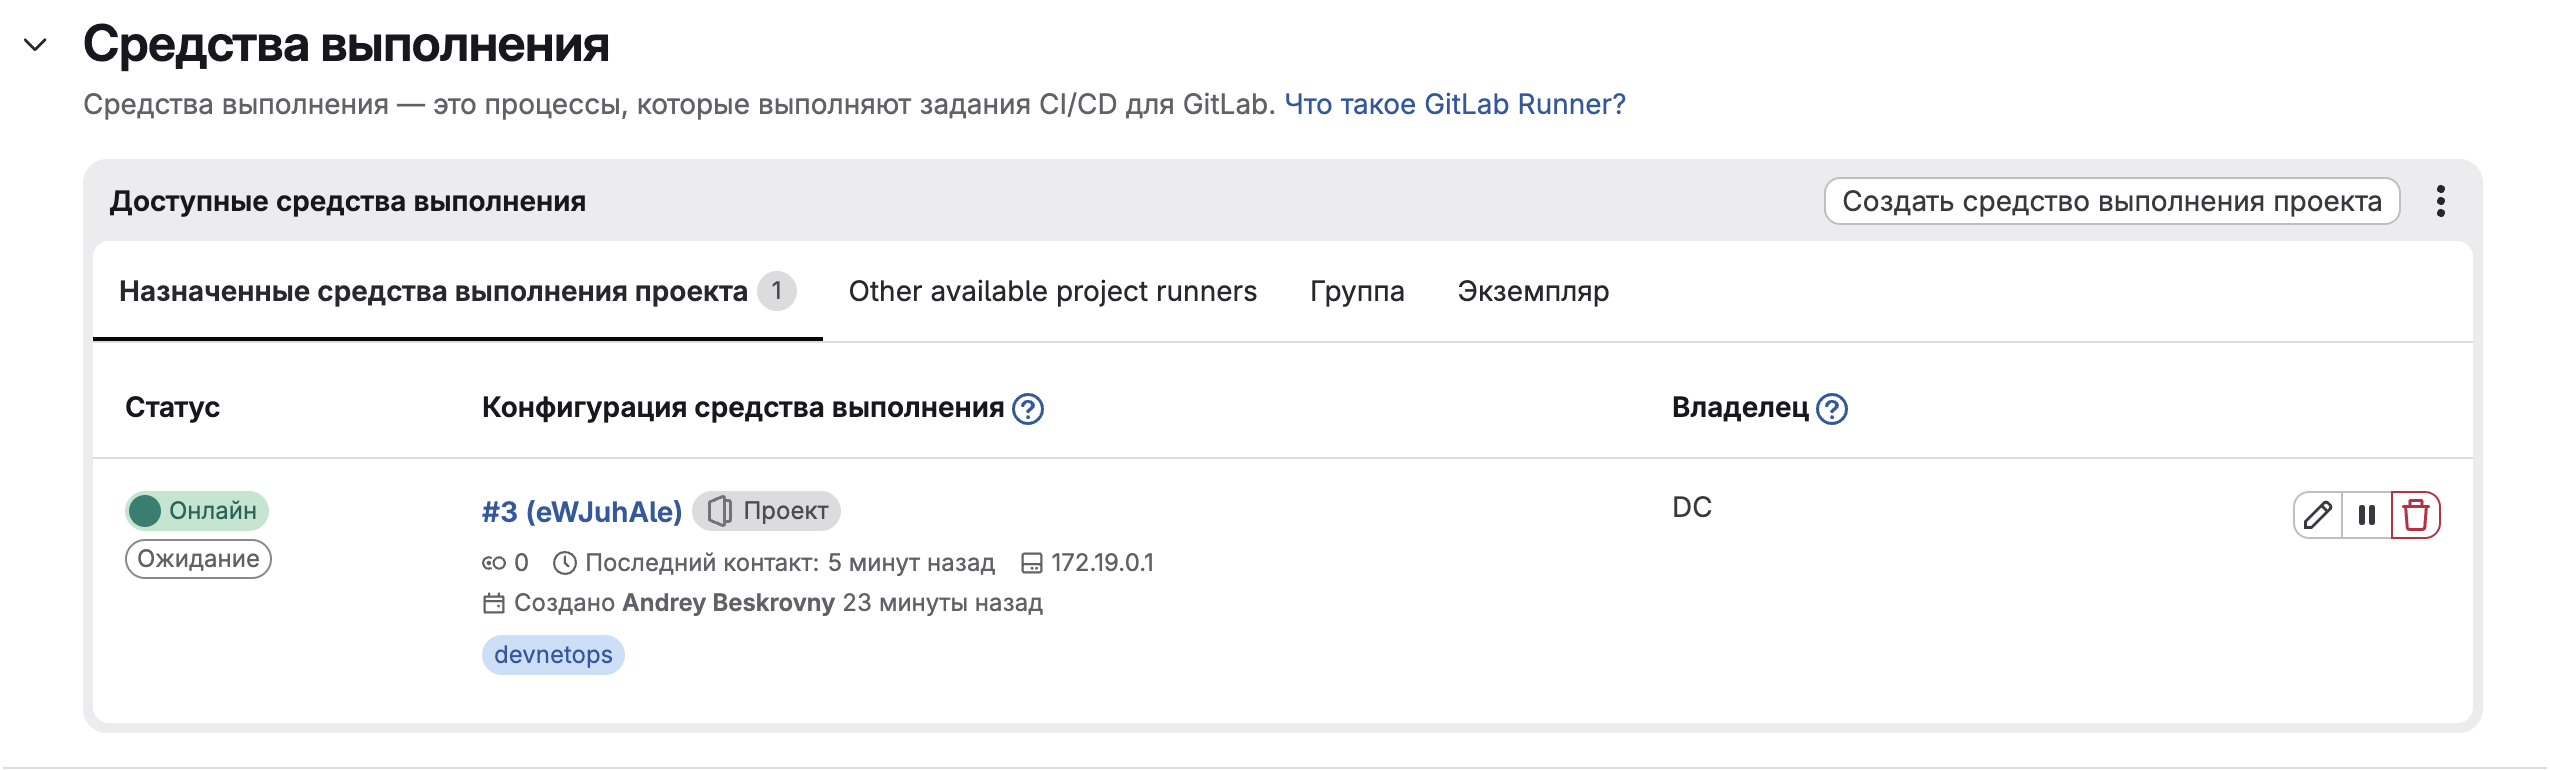 Средства выполнения
Средства выполнения — это процессы, которые выполняют задания CI/CD для GitLab. Что такое GitLab Runner?
Доступные средства выполнения
Создать средство выполнения проекта
Назначенные средства выполнения проекта 1 Other available project runners Группа Экземпляр
Статус Конфигурация средства выполнения ? Владелец ?
Онлайн #3 (eWJuhAle) Проект DC
Ожидание 0 Последний контакт: 5 минут назад 172.19.0.1
Создано Andrey Beskrovny 23 минуты назад
devnetops